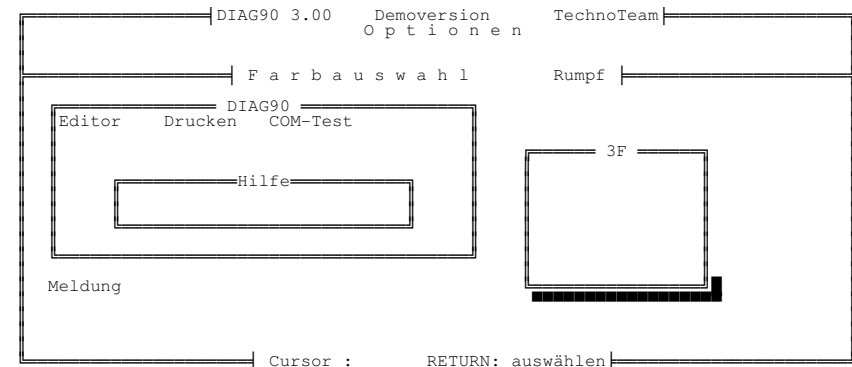 DIAG90 3.00 Demoversion TechnoTeam
O p t i o n e n
F a r b a u s w a h l Rumpf
DIAG90
Editor Drucken COM-Test
3F
Hilfe
Meldung
Cursor : RETURN: auswählen